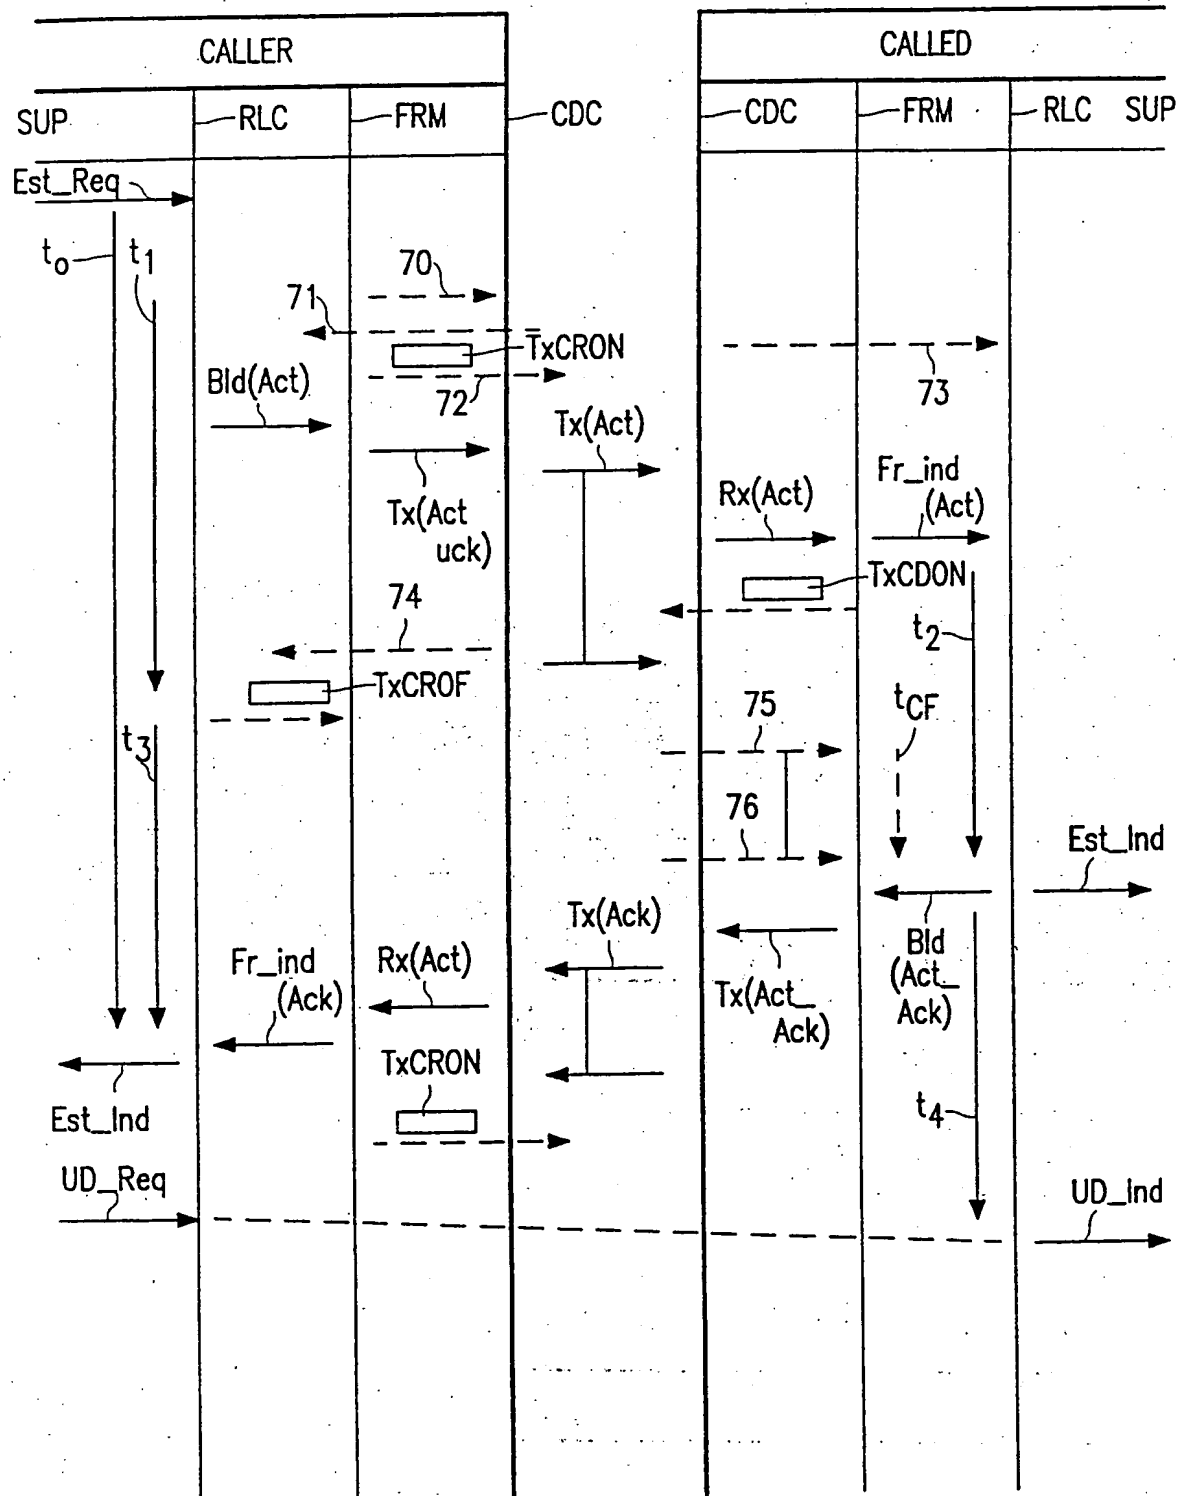 CALLER
CALLED
SUP
RLC
FRM
CDC
CDC
FRM
RLC
SUP
Est_Req
t0
t1
70
71
TxCRON
72
73
Bld(Act)
Tx(Act)
Fr_ind
(Act)
Rx(Act)
Tx(Act
uck)
TxCDON
74
t2
TxCROF
tCF
75
t3
76
Est_Ind
Tx(Ack)
Bld
(Act_
Ack)
Fr_ind
(Ack)
Rx(Act)
Tx(Act_
Ack)
TxCRON
Est_Ind
t4
UD_Req
UD_Ind